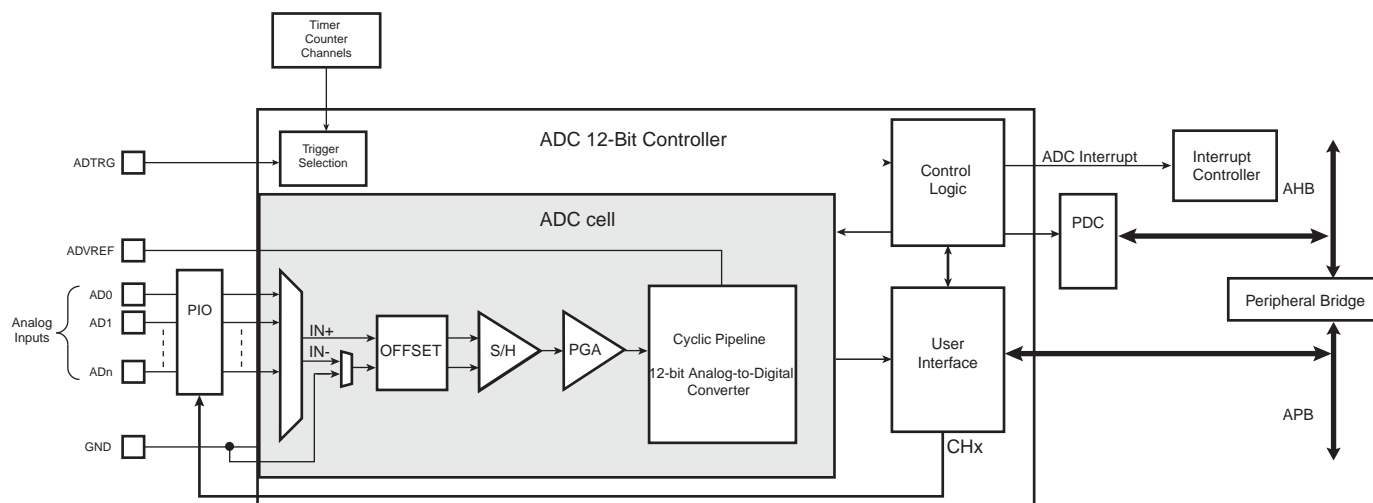 Timer
Counter
Channels
ADC 12-Bit Controller
Trigger
Selection
ADTRG
Control
Logic
ADC Interrupt
Interrupt
Controller
AHB
PDC
ADC cell
ADVREF
Analog
Inputs
AD0
AD1
ADn
PIO
IN+
IN-
OFFSET
S/H
PGA
Cyclic Pipeline
12-bit Analog-to-Digital
Converter
User
Interface
Peripheral Bridge
GND
CHx
APB